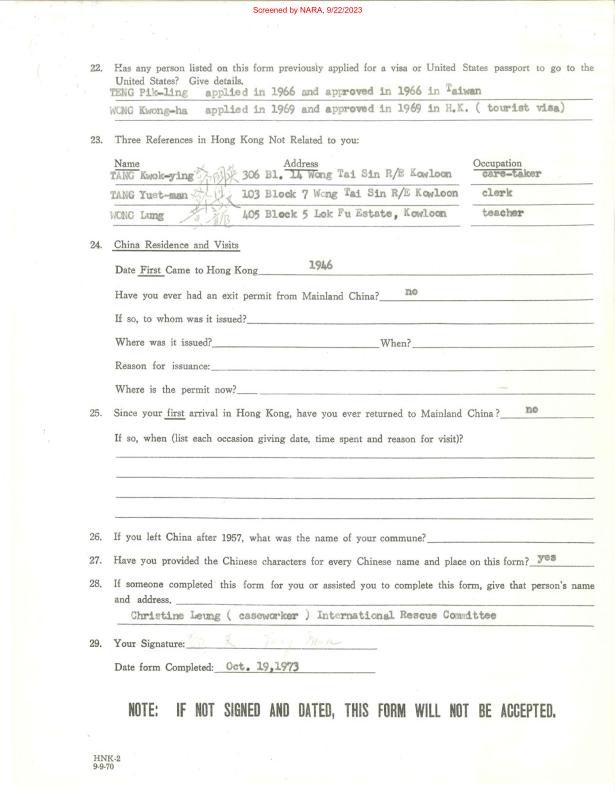 Screened by NARA, 9/22/2023
22. Has any person listed on this form previously applied for a visa or United States passport to go to the
United States? Give details.
TENG Pik-ling applied in 1966 and approved in 1966 in Taiwan
WONG Kwong-ha applied in 1969 and approved in 1969 in H.K. ( tourist visa)
23. Three References in Hong Kong Not Related to you:
Name Address Occupation
TANG Kwok-ying 306 Bl. 14 Wong Tai Sin R/E Kowloon care-taker
TANG Yuet-man 103 Block 7 Wong Tai Sin R/E Kowloon clerk
WONG Lung 405 Block 5 Lok Fu Estate, Kowloon teacher
24. China Residence and Visits
Date First Came to Hong Kong 1946
Have you ever had an exit permit from Mainland China? no
If so, to whom was it issued?
Where was it issued? When?
Reason for issuance:
Where is the permit now?
25. Since your first arrival in Hong Kong, have you ever returned to Mainland China? no
If so, when (list each occasion giving date, time spent and reason for visit)?
26. If you left China after 1957, what was the name of your commune?
27. Have you provided the Chinese characters for every Chinese name and place on this form? yes
28. If someone completed this form for you or assisted you to complete this form, give that person's name
and address.
Christine Leung ( caseworker ) International Rescue Committee
29. Your Signature:
Date form Completed: Oct. 19,1973
NOTE: IF NOT SIGNED AND DATED, THIS FORM WILL NOT BE ACCEPTED.
HNK-2
9-9-70